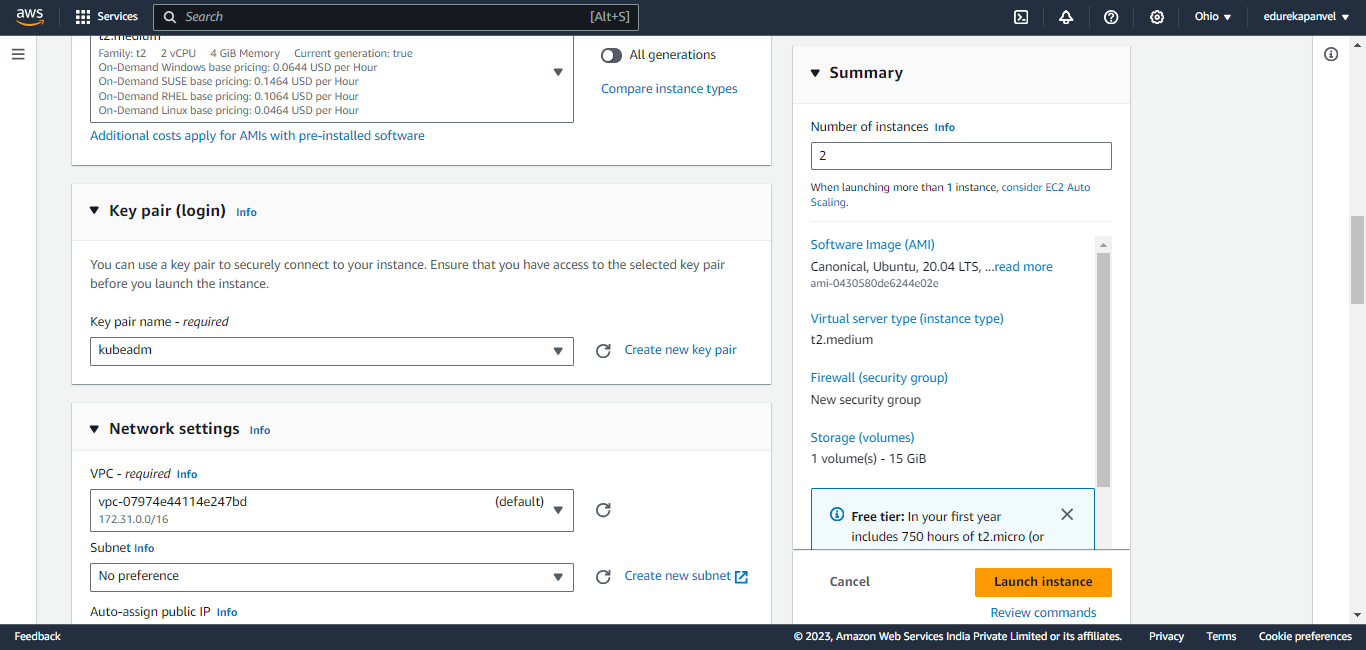 aws
Services
Search
[Alt+S]
Ohio
edurekapanvel
t2.medium
Family: t2 2 vCPU 4 GiB Memory Current generation: true
On-Demand Windows base pricing: 0.0644 USD per Hour
On-Demand SUSE base pricing: 0.1464 USD per Hour
On-Demand RHEL base pricing: 0.1064 USD per Hour
On-Demand Linux base pricing: 0.0464 USD per Hour
All generations
Compare instance types
Additional costs apply for AMIs with pre-installed software
Key pair (login) Info
You can use a key pair to securely connect to your instance. Ensure that you have access to the selected key pair
before you launch the instance.
Key pair name - required
kubeadm
Create new key pair
Network settings Info
VPC - required Info
vpc-07974e44114e247bd (default)
172.31.0.0/16
Subnet Info
No preference
Create new subnet
Auto-assign public IP Info
Summary
Number of instances Info
2
When launching more than 1 instance, consider EC2 Auto
Scaling.
Software Image (AMI)
Canonical, Ubuntu, 20.04 LTS, ...read more
ami-0430580de6244e02e
Virtual server type (instance type)
t2.medium
Firewall (security group)
New security group
Storage (volumes)
1 volume(s) - 15 GiB
Free tier: In your first year
includes 750 hours of t2.micro (or
Cancel
Launch instance
Review commands
Feedback
© 2023, Amazon Web Services India Private Limited or its affiliates.
Privacy
Terms
Cookie preferences